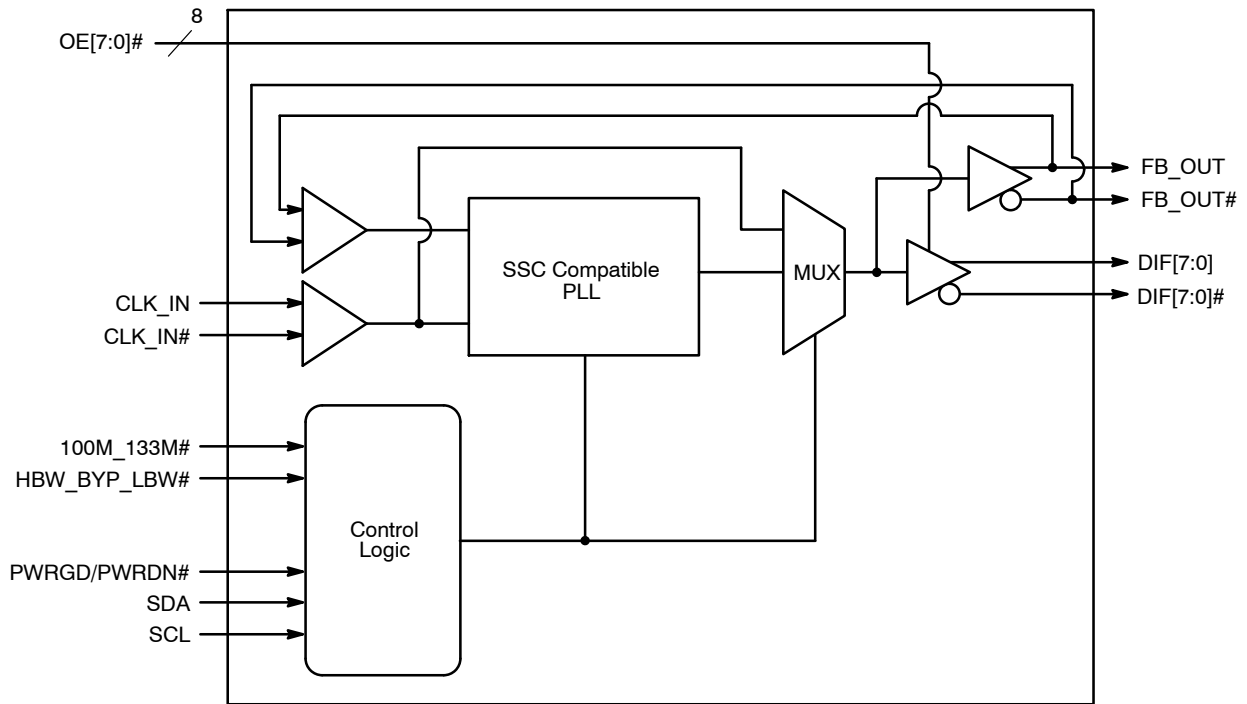 8
OE[7:0]#
FB_OUT
FB_OUT#
SSC Compatible
PLL
MUX
DIF[7:0]
DIF[7:0]#
CLK_IN
CLK_IN#
100M_133M#
HBW_BYP_LBW#
Control
Logic
PWRGD/PWRDN#
SDA
SCL